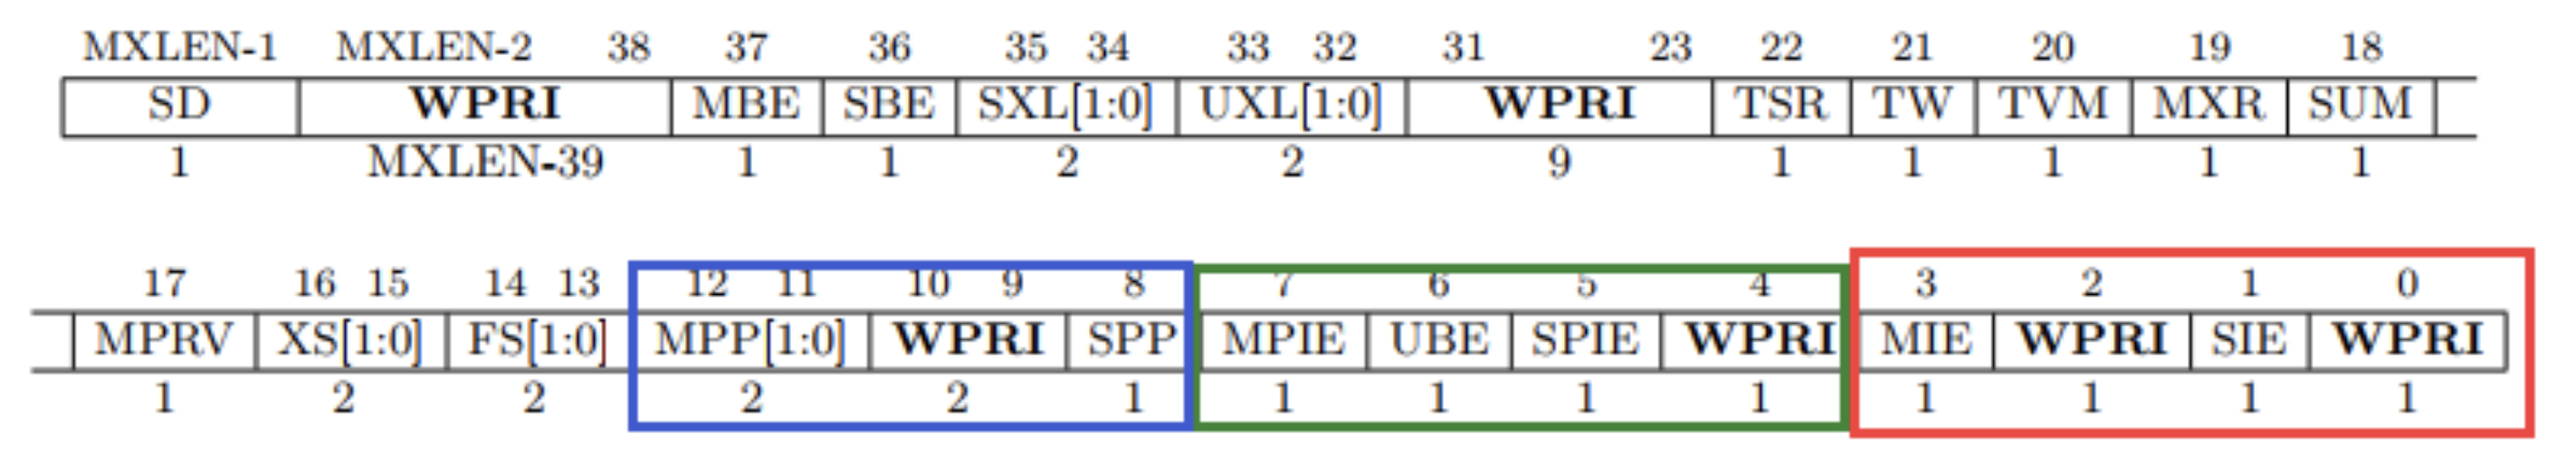 MXLEN-1 MXLEN-2 38 37 36 35 34 33 32 31 23 22 21 20 19 18
SD WPRI MBE SBE SXL[1:0] UXL[1:0] WPRI TSR TW TVM MXR SUM
1 MXLEN-39 1 1 2 2 9 1 1 1 1 1
17 16 15 14 13 12 11 10 9 8 7 6 5 4 3 2 1 0
MPRV XS[1:0] FS[1:0] MPP[1:0] WPRI SPP MPIE UBE SPIE WPRI MIE WPRI SIE WPRI
1 2 2 2 2 1 1 1 1 1 1 1 1 1